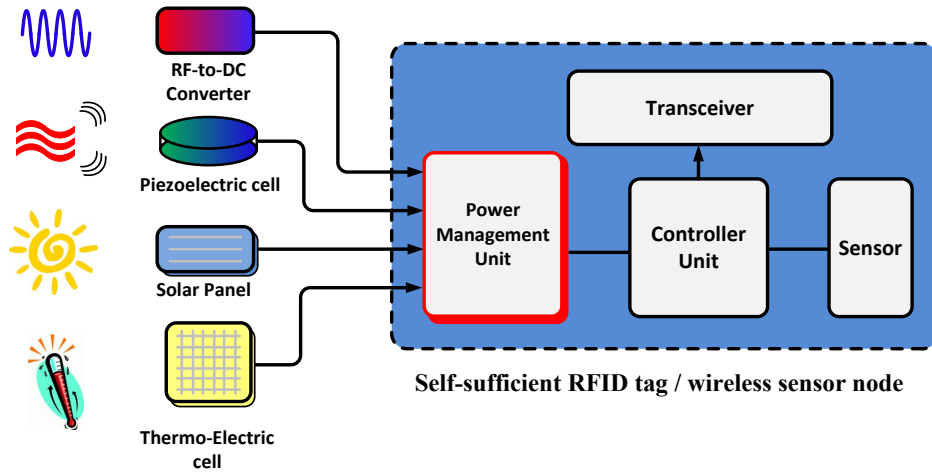 RF-to-DC
Converter
Piezoelectric cell
Solar Panel
Thermo-Electric
cell
Transceiver
Power
Management
Unit
Controller
Unit
Sensor
Self-sufficient RFID tag / wireless sensor node